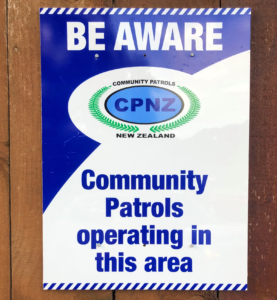 BE AWARE
COMMUNITY PATROLS
CPNZ
NEW ZEALAND
Community
Patrols
operating in
this area